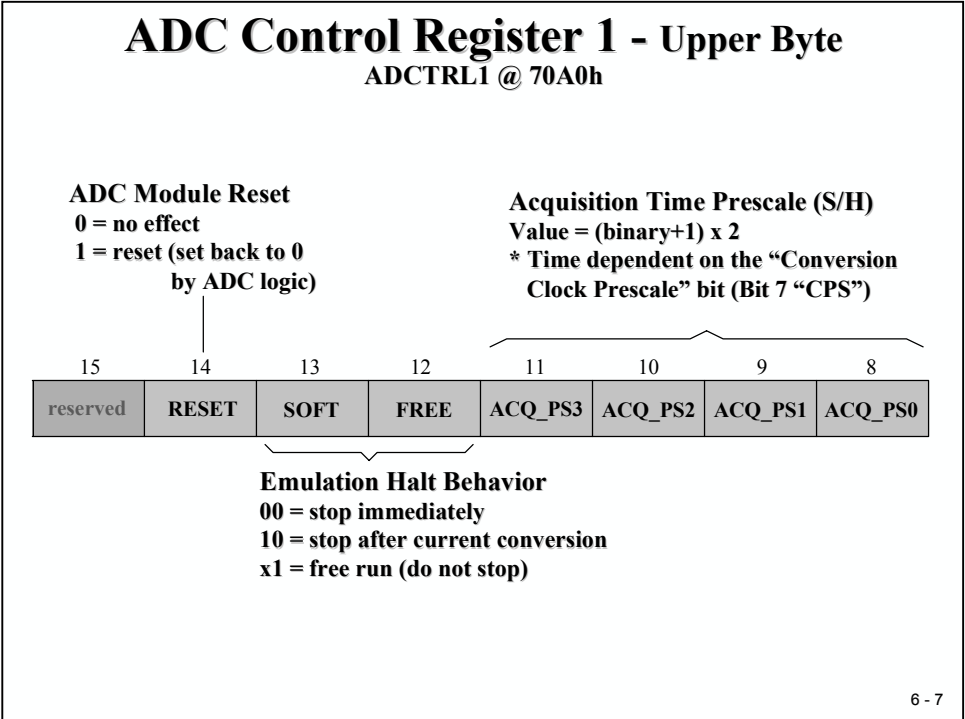 ADC Control Register 1 - Upper Byte
ADCTRL1 @ 70A0h
ADC Module Reset
0 = no effect
1 = reset (set back to 0
by ADC logic)
Acquisition Time Prescale (S/H)
Value = (binary+1) x 2
* Time dependent on the “Conversion
Clock Prescale” bit (Bit 7 “CPS”)
15 14 13 12 11 10 9 8
reserved RESET SOFT FREE ACQ_PS3 ACQ_PS2 ACQ_PS1 ACQ_PS0
Emulation Halt Behavior
00 = stop immediately
10 = stop after current conversion
x1 = free run (do not stop)
6 - 7